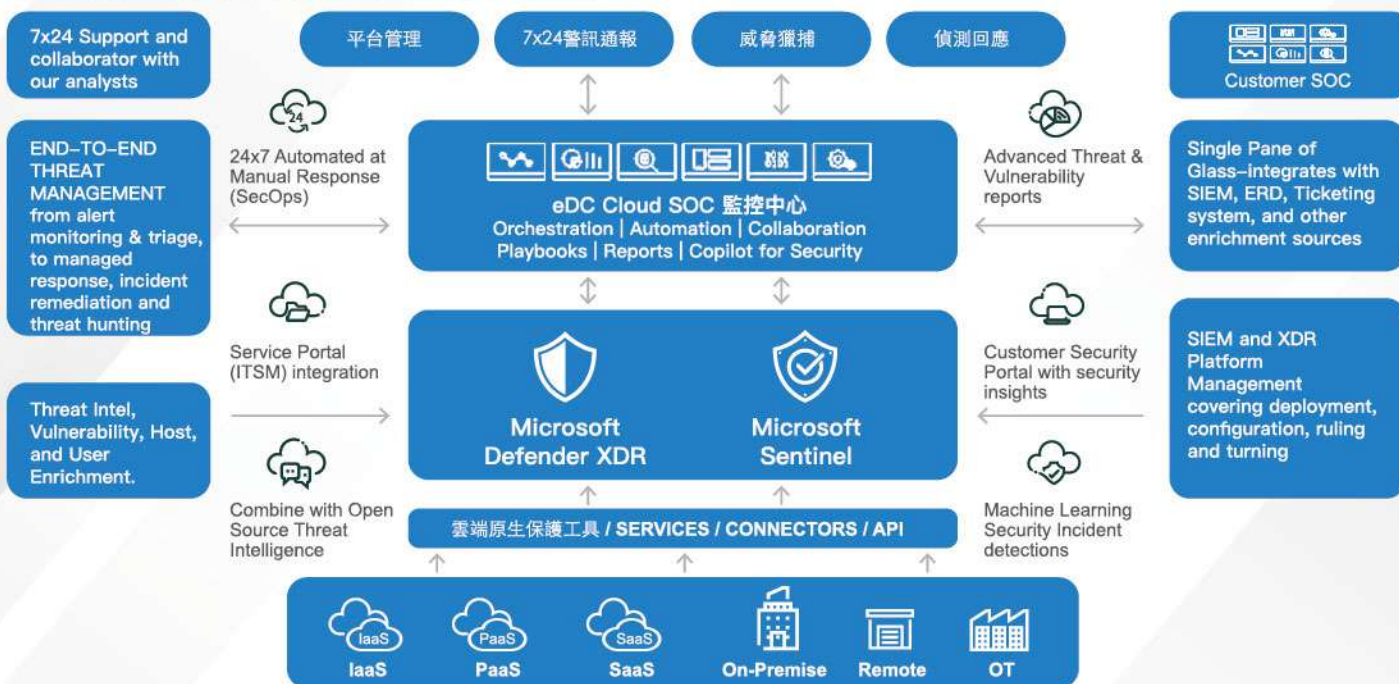 7x24 Support and
collaborator with
our analysts
END-TO-END
THREAT
MANAGEMENT
from alert
monitoring & triage,
to managed
response, incident
remediation and
threat hunting
Threat Intel,
Vulnerability, Host,
and User
Enrichment.
平台管理
7x24警訊通報
威脅獵捕
偵測回應
24
24x7 Automated at
Manual Response
(SecOps)
Service Portal
(ITSM) integration
Combine with Open
Source Threat
Intelligence
eDC Cloud SOC 監控中心
Orchestration | Automation | Collaboration
Playbooks | Reports | Copilot for Security
Microsoft
Defender XDR
Microsoft
Sentinel
雲端原生保護工具 / SERVICES / CONNECTORS / API
IaaS
IaaS
PaaS
PaaS
SaaS
SaaS
On-Premise
Remote
OT
Advanced Threat &
Vulnerability
reports
Customer Security
Portal with security
insights
Machine Learning
Security Incident
detections
Customer SOC
Single Pane of
Glass-integrates with
SIEM, ERD, Ticketing
system, and other
enrichment sources
SIEM and XDR
Platform
Management
covering deployment,
configuration, ruling
and turning